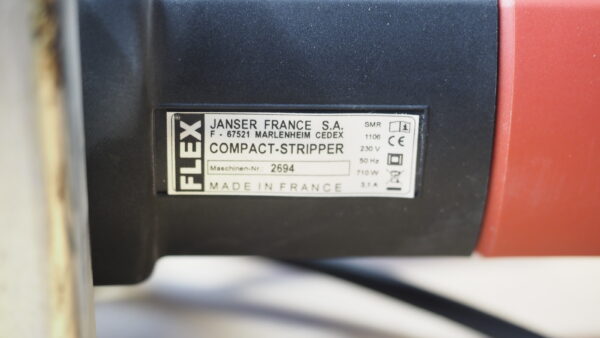 FLEX
JANSER FRANCE S.A.
F - 67521 MARLENHEIM CEDEX
COMPACT-STRIPPER
Maschinen-Nr. 2694
MADE IN FRANCE
SMR
1106
CE
230 V
50 Hz
710 W
3,1 A